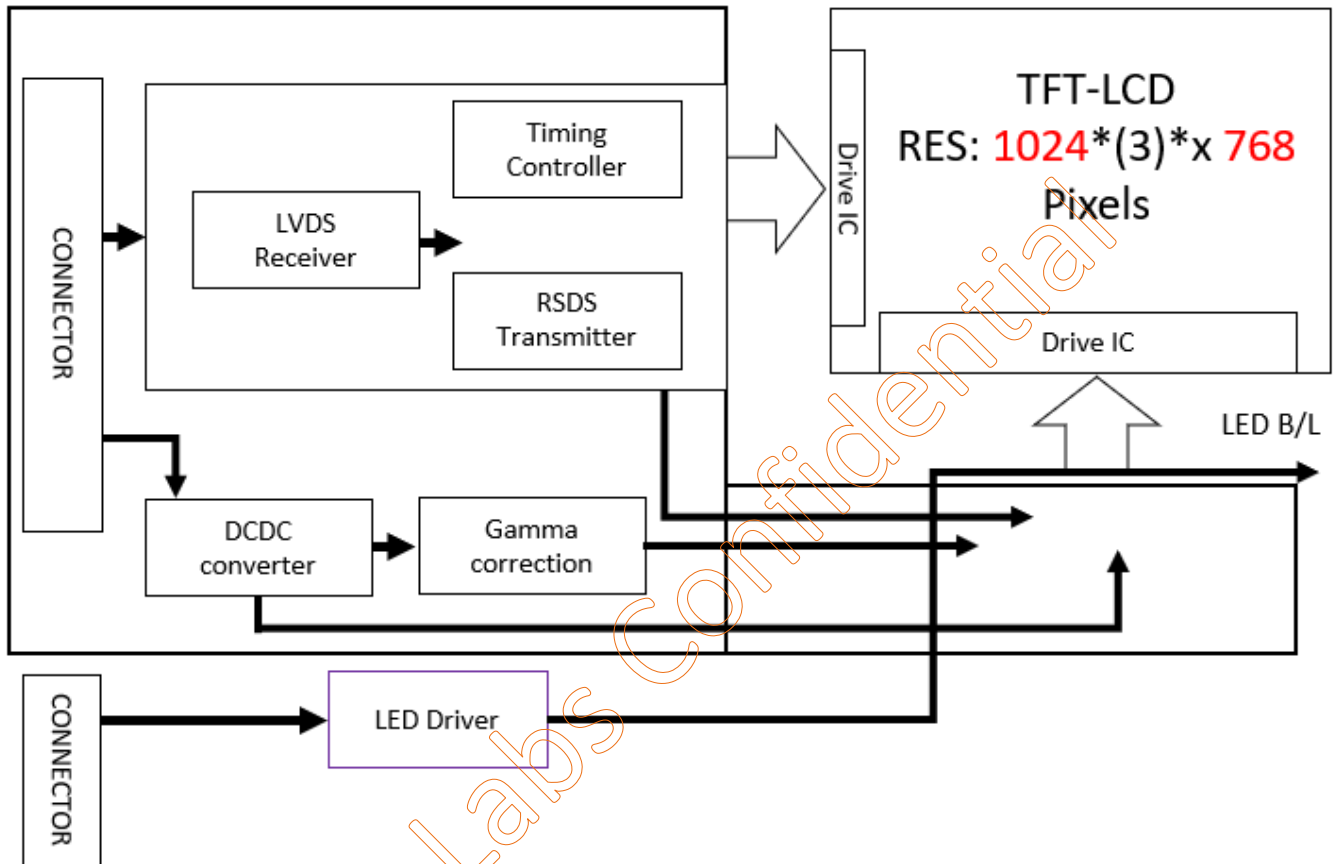 CONNECTOR
LVDS
Receiver
Timing
Controller
RSDS
Transmitter
DCDC
converter
Gamma
correction
Drive IC
TFT-LCD
RES: 1024*(3)*x 768
Pixels
Drive IC
LED B/L
CONNECTOR
LED Driver
Labs Confidential